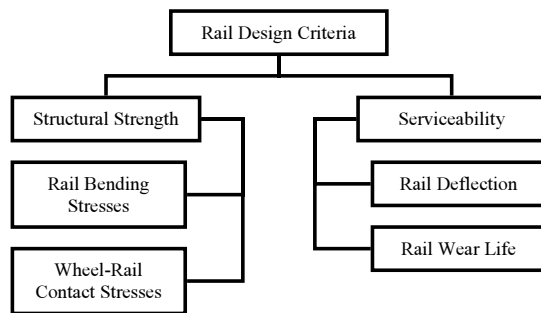 Rail Design Criteria
Structural Strength
Rail Bending
Stresses
Wheel-Rail
Contact Stresses
Serviceability
Rail Deflection
Rail Wear Life